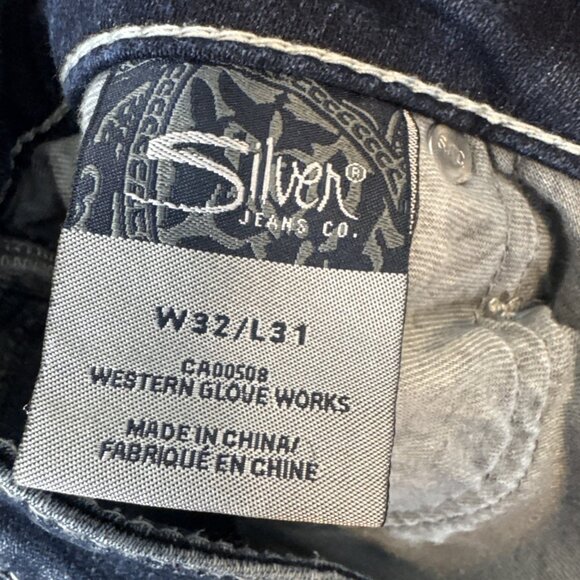 Silver®
JEANS CO.
W32/L31
CA00508
WESTERN GLOVE WORKS
MADE IN CHINA/
FABRIQUÉ EN CHINE